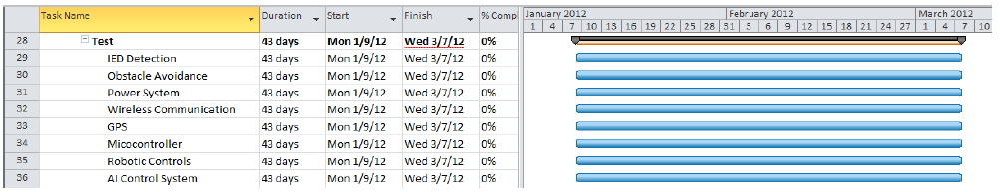 Task Name Duration Start Finish % Compl January 2012 February 2012 March 2012
1 4 7 10 13 16 19 22 25 28 31 3 6 9 12 15 18 21 24 27 1 4 7 10
28 Test 43 days Mon 1/9/12 Wed 3/7/12 0%
29 IED Detection 43 days Mon 1/9/12 Wed 3/7/12 0%
30 Obstacle Avoidance 43 days Mon 1/9/12 Wed 3/7/12 0%
31 Power System 43 days Mon 1/9/12 Wed 3/7/12 0%
32 Wireless Communication 43 days Mon 1/9/12 Wed 3/7/12 0%
33 GPS 43 days Mon 1/9/12 Wed 3/7/12 0%
34 Micocontroller 43 days Mon 1/9/12 Wed 3/7/12 0%
35 Robotic Controls 43 days Mon 1/9/12 Wed 3/7/12 0%
36 AI Control System 43 days Mon 1/9/12 Wed 3/7/12 0%